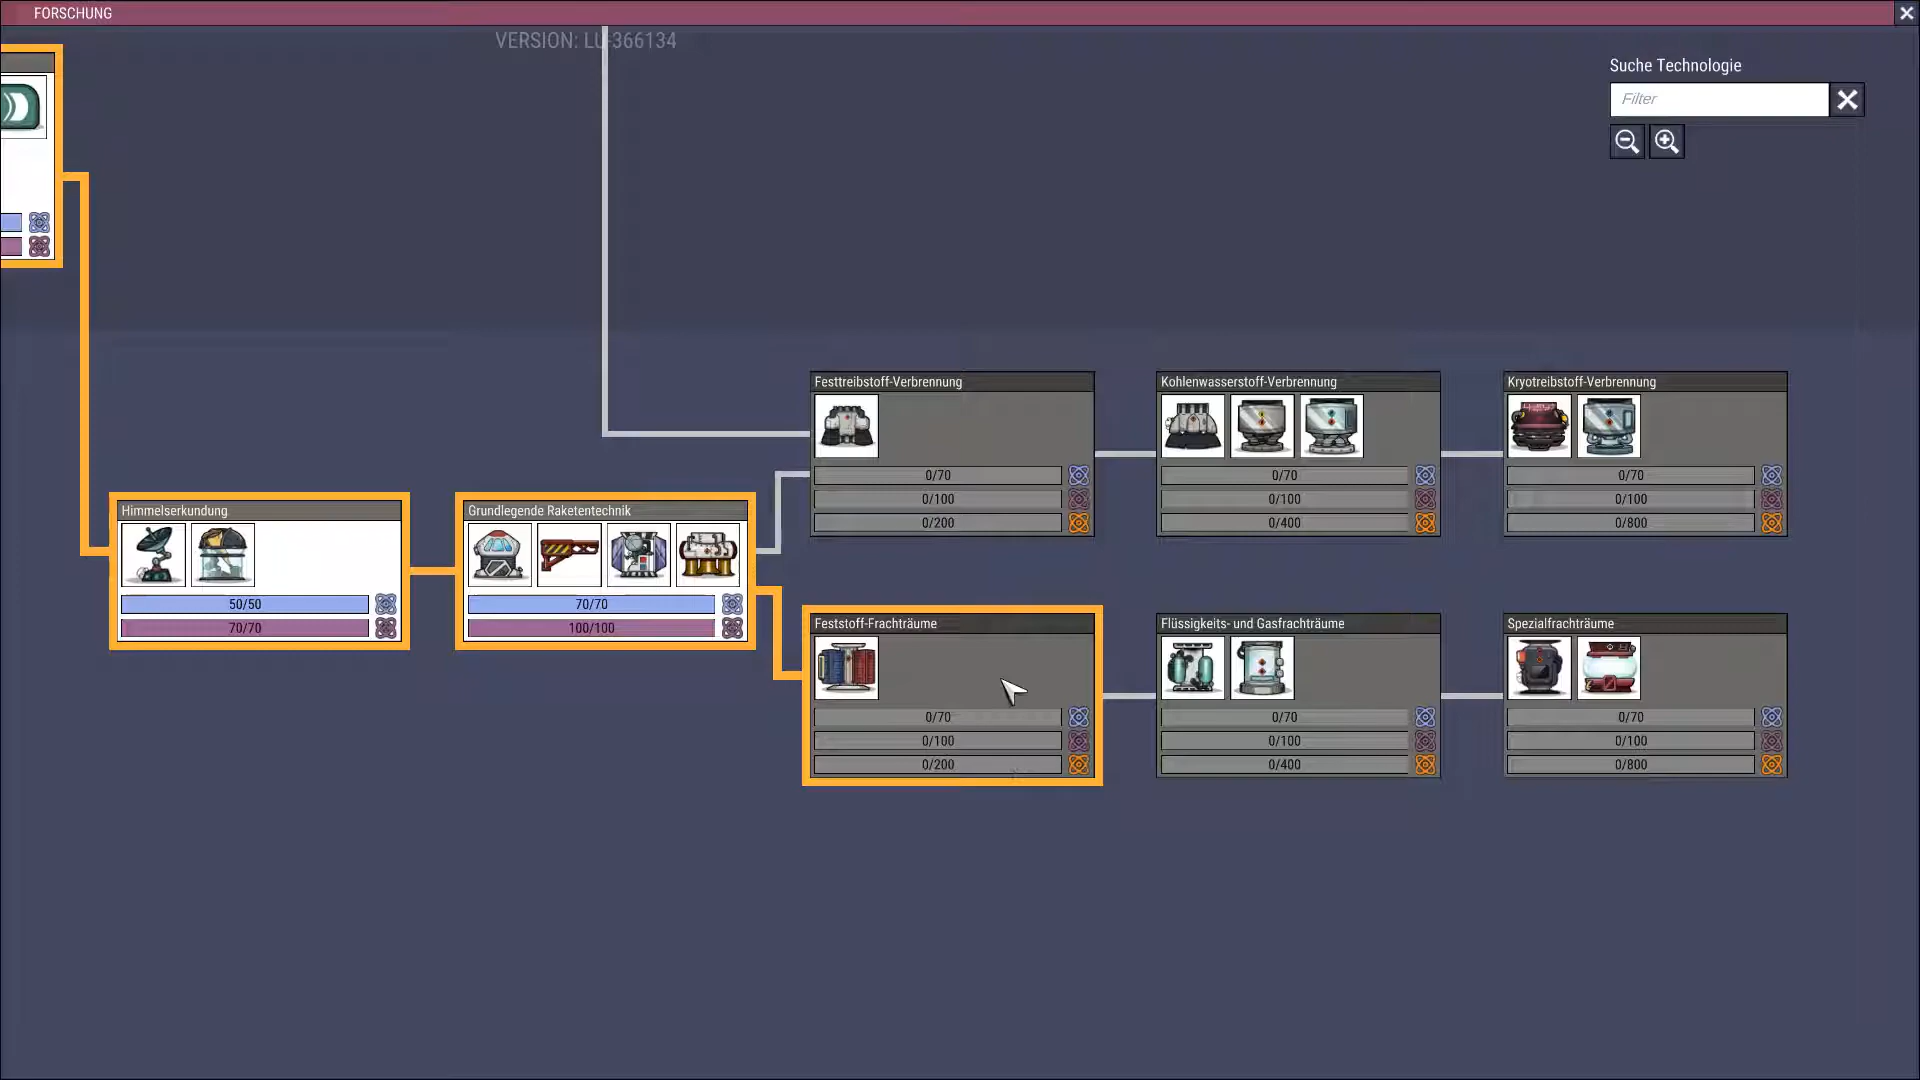 FORSCHUNG
VERSION: LU-366134
Suche Technologie
Filter
Festtreibstoff-Verbrennung
0/70
0/100
0/200
Kohlenwasserstoff-Verbrennung
0/70
0/100
0/400
Kryotreibstoff-Verbrennung
0/70
0/100
0/800
Himmelserkundung
50/50
70/70
Grundlegende Raketentechnik
70/70
100/100
Feststoff-Frachträume
0/70
0/100
0/200
Flüssigkeits- und Gasfrachträume
0/70
0/100
0/400
Spezialfrachträume
0/70
0/100
0/800